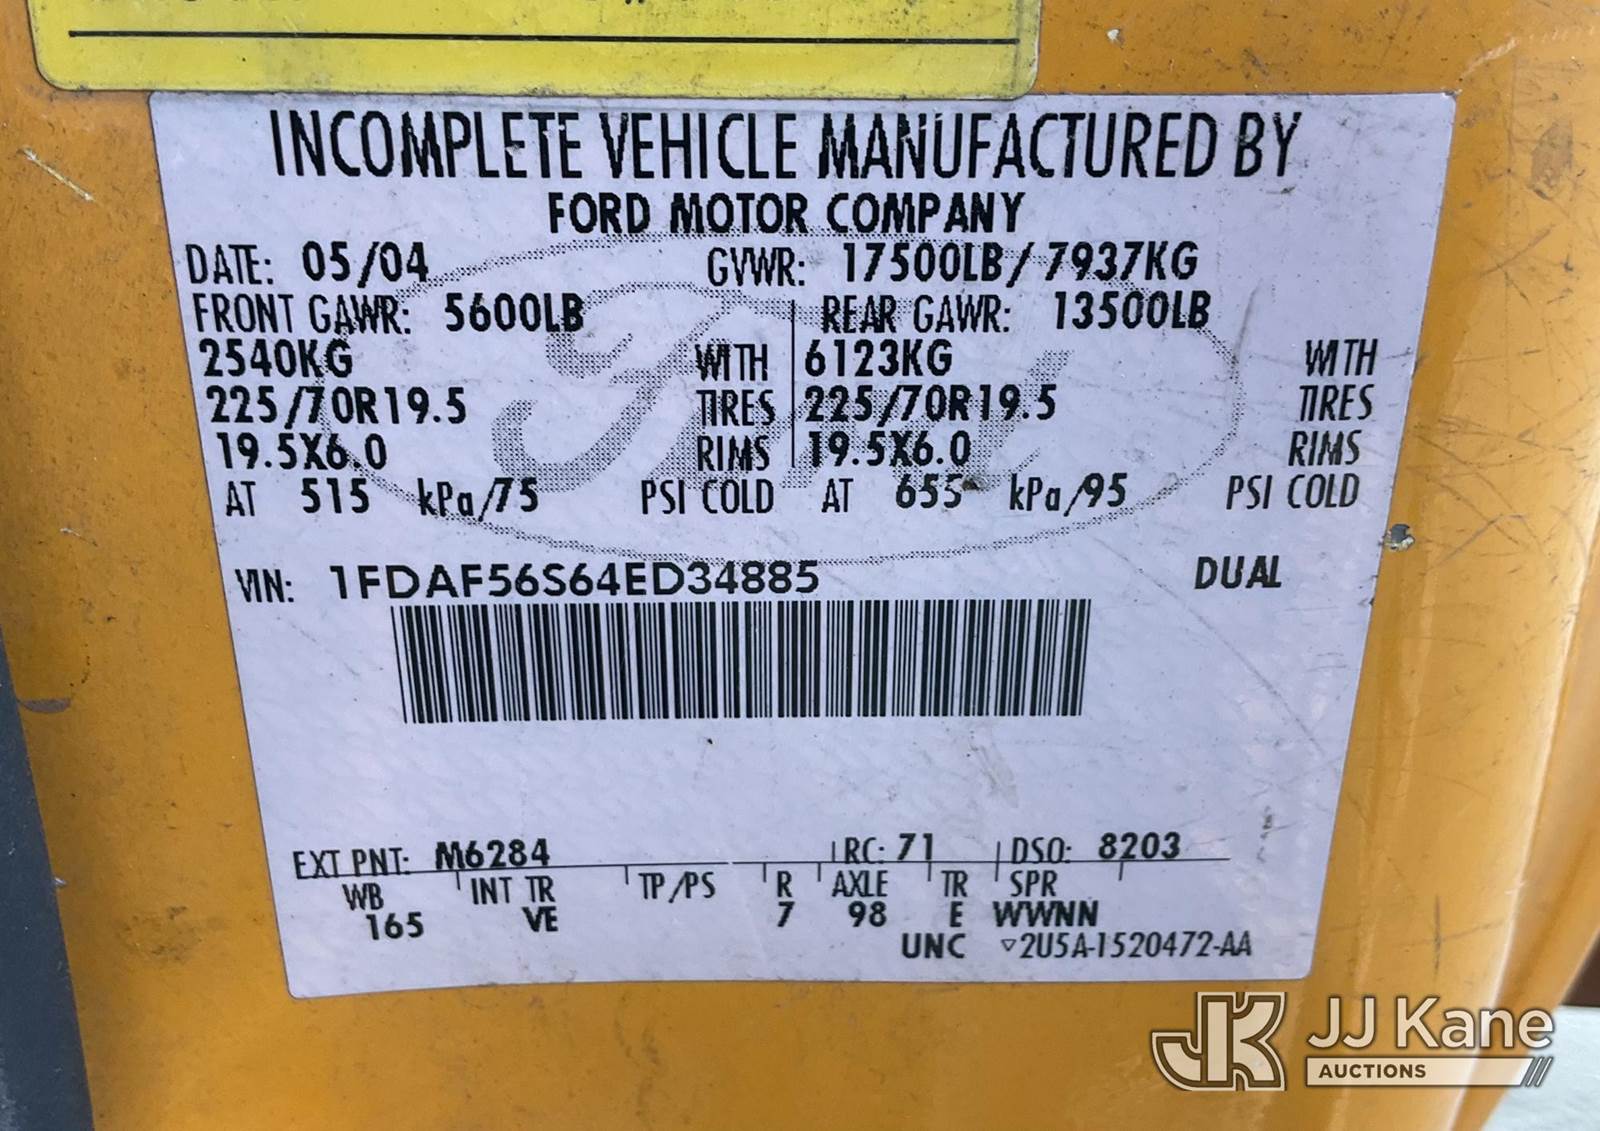 INCOMPLETE VEHICLE MANUFACTURED BY
FORD MOTOR COMPANY
DATE: 05/04 GVWR: 17500LB/ 7937KG
FRONT GAWR: 5600LB REAR GAWR: 13500LB
2540KG WITH 6123KG WITH
225/70R19.5 TIRES 225/70R19.5 TIRES
19.5X6.0 RIMS 19.5X6.0 RIMS
AT 515 kPa/75 PSI COLD AT 655 kPa/95 PSI COLD
VIN: 1FDAF56S64ED34885 DUAL
EXT PNT: M6284 RC: 71 DSO: 8203
WB INT TR TP/PS R AXLE TR SPR
165 VE 7 98 E WWNN
UNC ▽2U5A-1520472-AA
JK JJ Kane
AUCTIONS